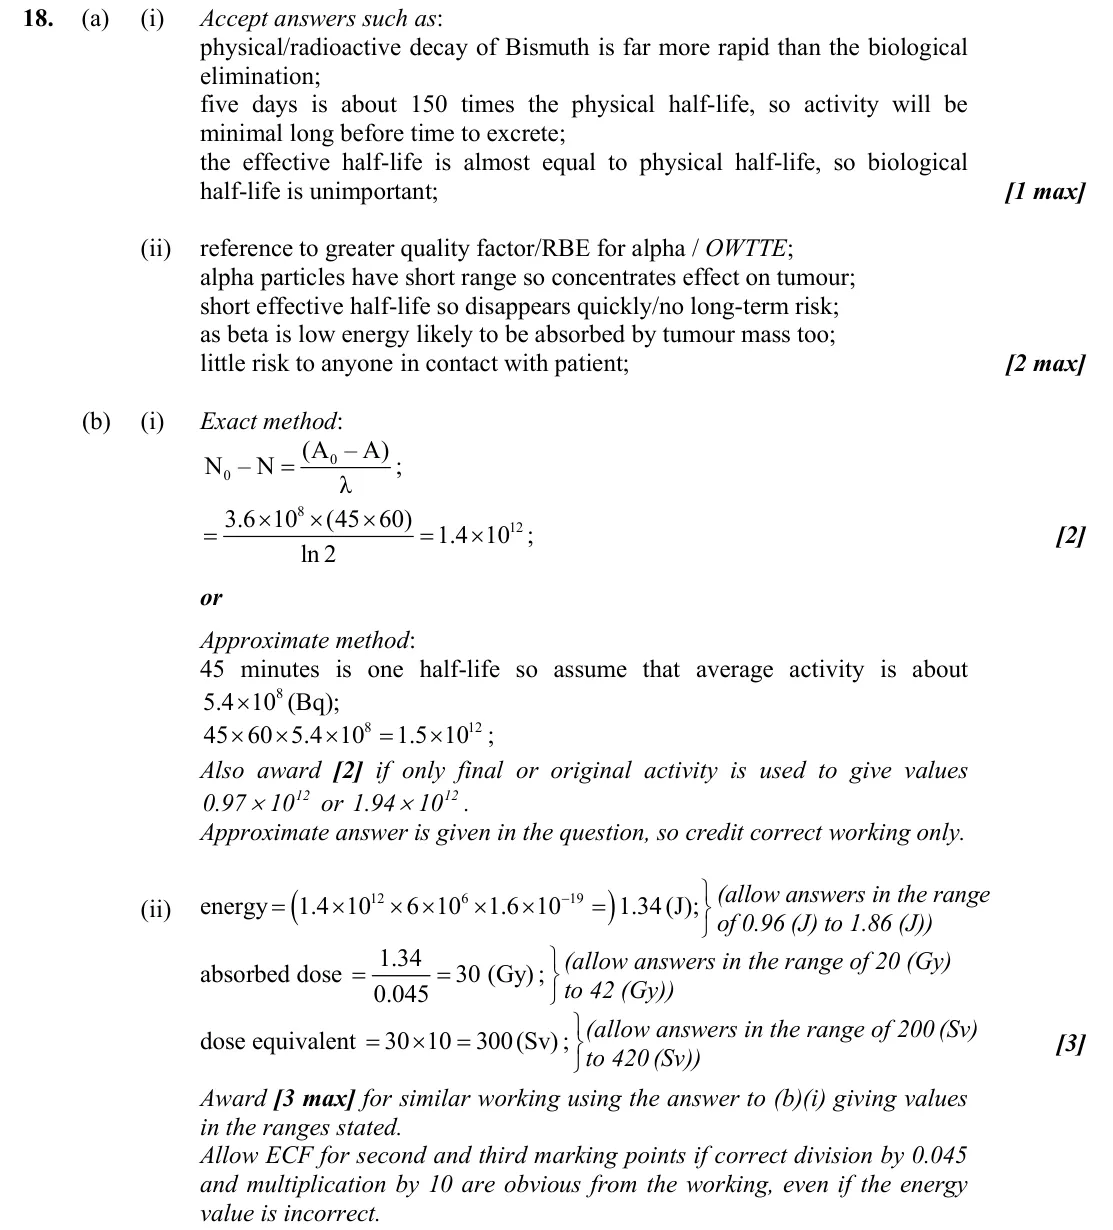 18. (a) (i) Accept answers such as:
physical/radioactive decay of Bismuth is far more rapid than the biological
elimination;
five days is about 150 times the physical half-life, so activity will be
minimal long before time to excrete;
the effective half-life is almost equal to physical half-life, so biological
half-life is unimportant; [1 max]
(ii) reference to greater quality factor/RBE for alpha / OWTTE;
alpha particles have short range so concentrates effect on tumour;
short effective half-life so disappears quickly/no long-term risk;
as beta is low energy likely to be absorbed by tumour mass too;
little risk to anyone in contact with patient; [2 max]
(b) (i) Exact method:
N₀ – N = (A₀ – A) / λ ;
= 3.6×10⁸ ×(45×60) / ln 2 = 1.4×10¹² ; [2]
or
Approximate method:
45 minutes is one half-life so assume that average activity is about
5.4×10⁸ (Bq);
45×60×5.4×10⁸ =1.5×10¹² ;
Also award [2] if only final or original activity is used to give values
0.97×10¹² or 1.94×10¹² .
Approximate answer is given in the question, so credit correct working only.
(ii) energy = (1.4×10¹² ×6×10⁶ ×1.6×10⁻¹⁹ =) 1.34 (J); } (allow answers in the range
of 0.96 (J) to 1.86 (J))
absorbed dose = 1.34 / 0.045 = 30 (Gy) ; } (allow answers in the range of 20 (Gy)
to 42 (Gy))
dose equivalent = 30×10 = 300 (Sv) ; } (allow answers in the range of 200 (Sv)
to 420 (Sv)) [3]
Award [3 max] for similar working using the answer to (b)(i) giving values
in the ranges stated.
Allow ECF for second and third marking points if correct division by 0.045
and multiplication by 10 are obvious from the working, even if the energy
value is incorrect.